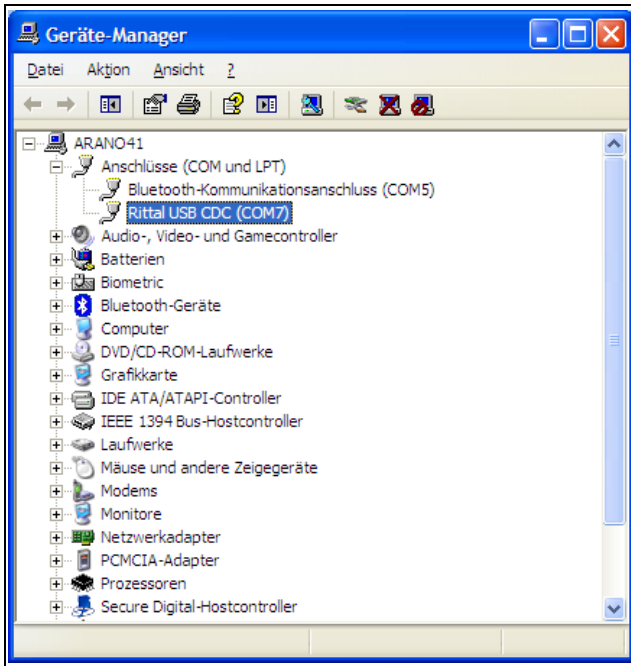 Geräte-Manager
Datei Aktion Ansicht ?
ARANO41
Anschlüsse (COM und LPT)
Bluetooth-Kommunikationsanschluss (COM5)
Rittal USB CDC (COM7)
Audio-, Video- und Gamecontroller
Batterien
Biometric
Bluetooth-Geräte
Computer
DVD/CD-ROM-Laufwerke
Grafikkarte
IDE ATA/ATAPI-Controller
IEEE 1394 Bus-Hostcontroller
Laufwerke
Mäuse und andere Zeigegeräte
Modems
Monitore
Netzwerkadapter
PCMCIA-Adapter
Prozessoren
Secure Digital-Hostcontroller